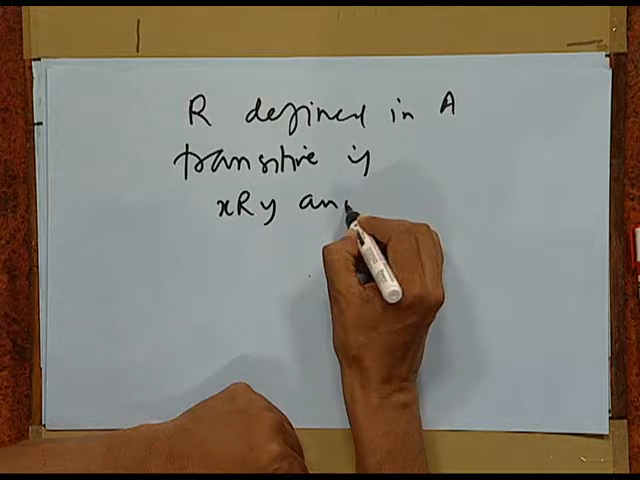 R defined in A
transitive if
xRy an